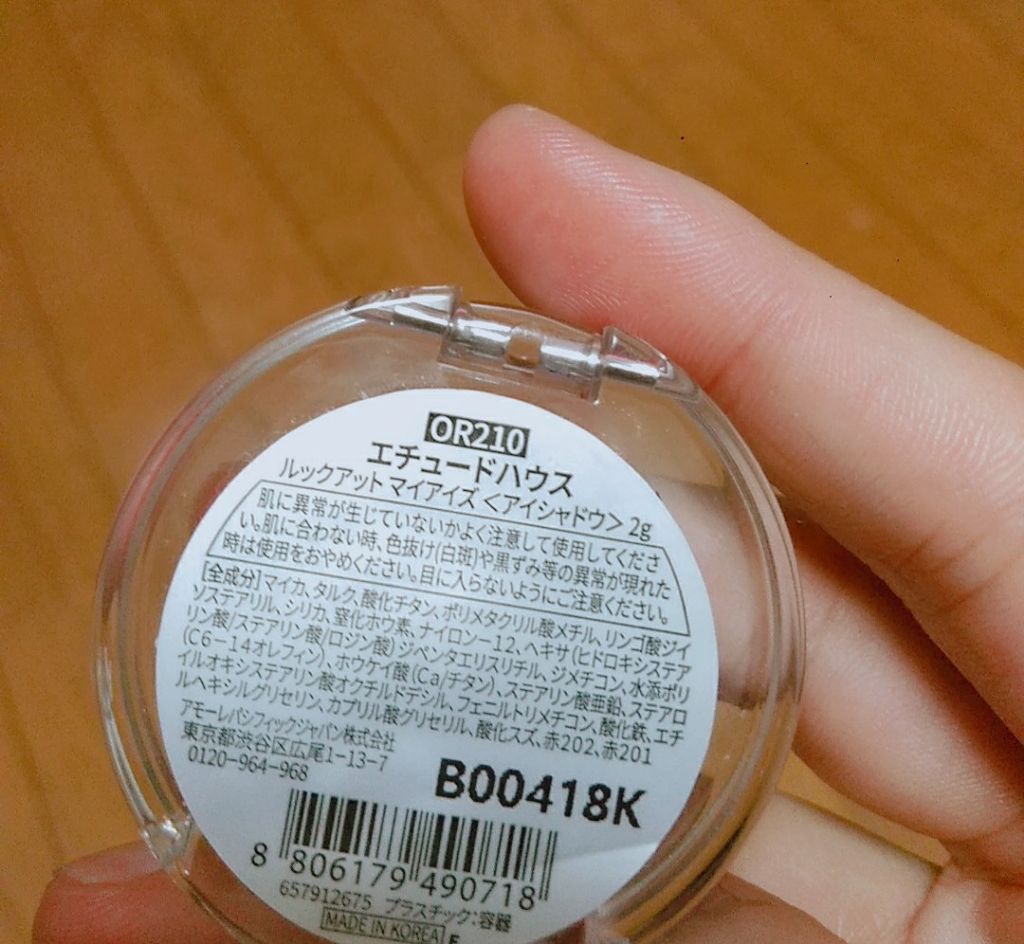 OR210
エチュードハウス
ルックアット マイアイズ <アイシャドウ> 2g
肌に異常が生じていないかよく注意して使用してくださ
い。肌に合わない時、色抜け(白斑)や黒ずみ等の異常が現れた
時は使用をおやめください。目に入らないようにご注意ください。
[全成分]マイカ、タルク、酸化チタン、ポリメタクリル酸メチル、リンゴ酸ジイ
ソステアリル、シリカ、窒化ホウ素、ナイロン-12、ヘキサ(ヒドロキシステア
リン酸/ステアリン酸/ロジン酸)ジペンタエリスリチル、ジメチコン、水添ポリ
(C6-14オレフィン)、ホウケイ酸(Ca/チタン)、ステアリン酸亜鉛、ステアロ
イルオキシステアリン酸オクチルドデシル、フェニルトリメチコン、酸化鉄、エチ
ルヘキシルグリセリン、カプリル酸グリセリル、酸化スズ、赤202、赤201
アモーレパシフィックジャパン株式会社
東京都渋谷区広尾1-13-7
0120-964-968
B00418K
8 806179 490718
657912675 プラスチック:容器
MADE IN KOREA